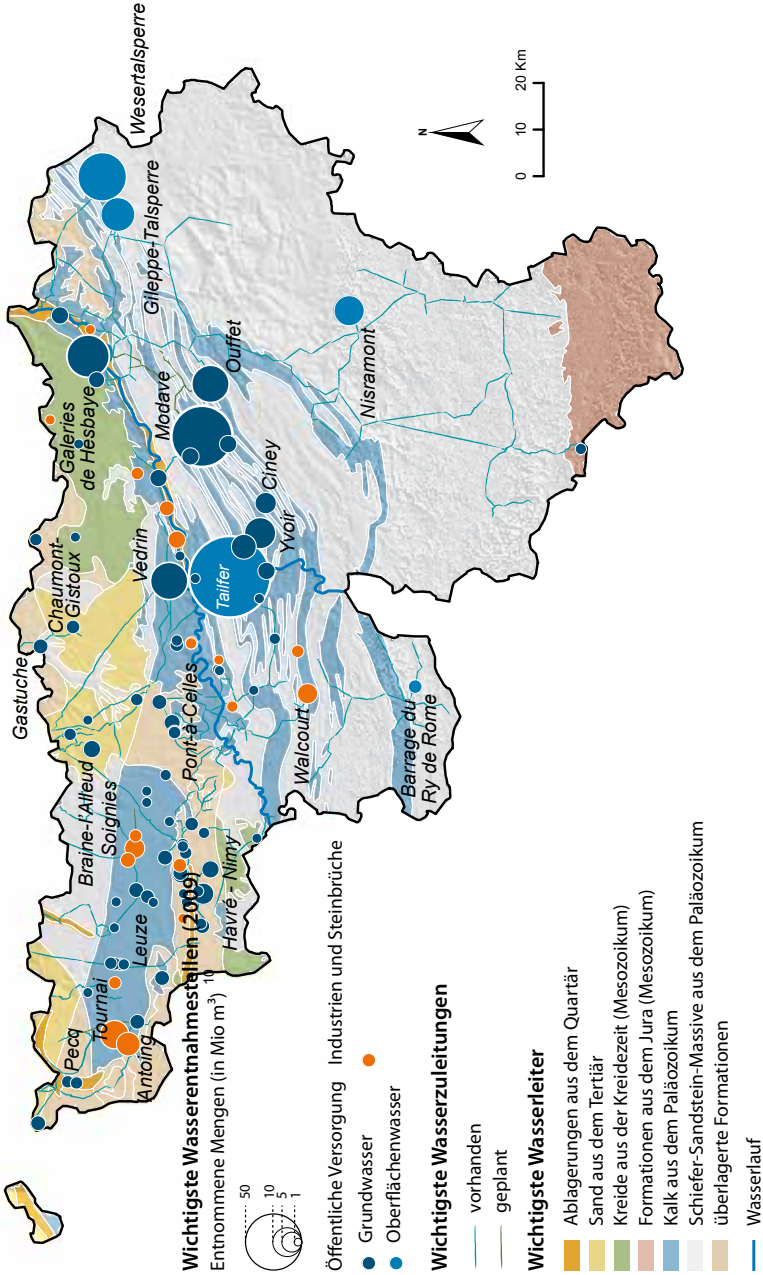 Wesertalsperre
Gileppe-Talsperre
Galeries
de Hesbaye
Modave
Ouffet
Nisramont
Chaumont-
Gistoux
Gastuche
Vedrin
Ciney
Yvoir
Tailfer
Pont-à-Celles
Walcourt
Barrage du
Ry de Rome
Braine-l'Alleud
Soignies
Havré - Nimy
Leuze
Tournai
Pecq
Antoing
N
0 10 20 Km
Wichtigste Wasserentnahmestallen (2009)
Entnommene Mengen (in Mio m³) 10
50
10
5
1
Öffentliche Versorgung Industrien und Steinbrüche
Grundwasser
Oberflächenwasser
Wichtigste Wasserzuleitungen
vorhanden
geplant
Wichtigste Wasserleiter
Ablagerungen aus dem Quartär
Sand aus dem Tertiär
Kreide aus der Kreidezeit (Mesozoikum)
Formationen aus dem Jura (Mesozoikum)
Kalk aus dem Paläozoikum
Schiefer-Sandstein-Massive aus dem Paläozoikum
überlagerte Formationen
Wasserlauf